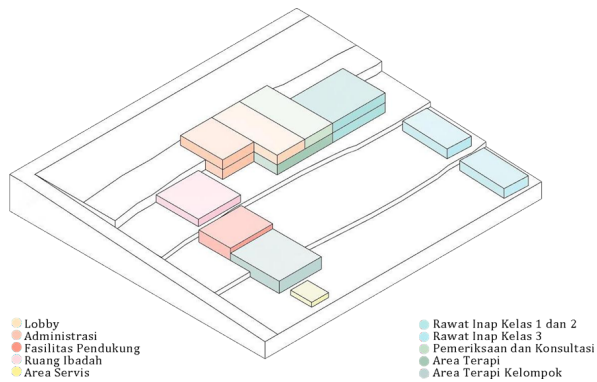 Lobby
Administrasi
Fasilitas Pendukung
Ruang Ibadah
Area Servis
Rawat Inap Kelas 1 dan 2
Rawat Inap Kelas 3
Pemeriksaan dan Konsultasi
Area Terapi
Area Terapi Kelompok